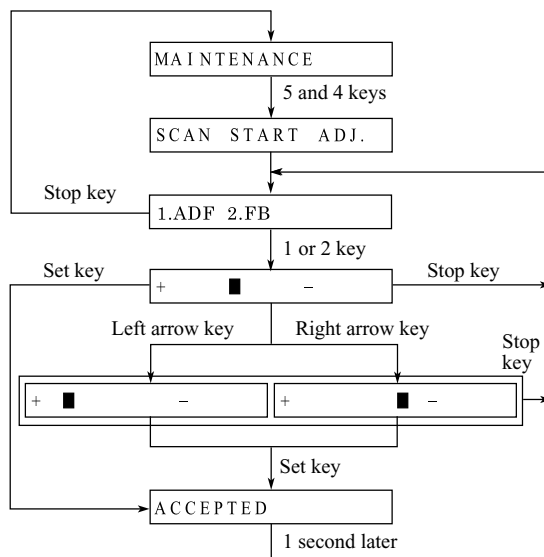 MAINTENANCE
5 and 4 keys
SCAN START ADJ.
Stop key
1.ADF 2.FB
1 or 2 key
Set key
+ ■ −
Stop key
Left arrow key
Right arrow key
Stop
key
+ ■ −
+ ■ −
Set key
ACCEPTED
1 second later